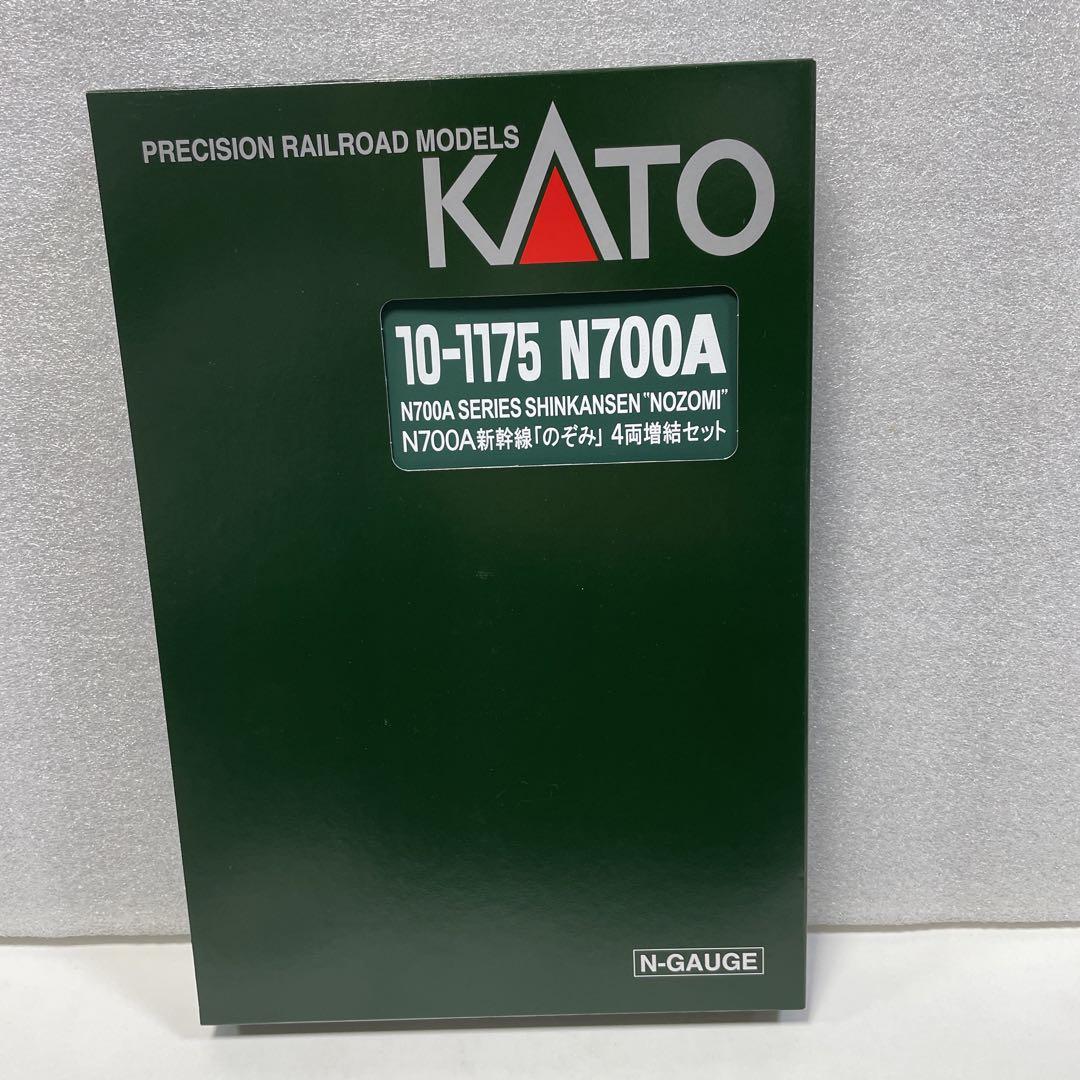 PRECISION RAILROAD MODELS
KATO
10-1175 N700A
N700A SERIES SHINKANSEN "NOZOMI"
N700A新幹線「のぞみ」 4両増結セット
N-GAUGE